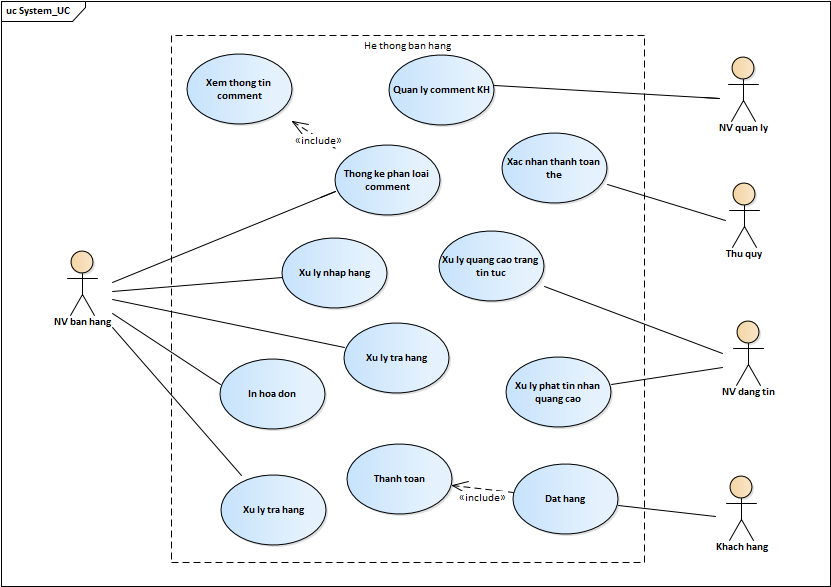 uc System_UC
He thong ban hang
Xem thong tin
comment
Quan ly comment KH
NV quan ly
«include»
Thong ke phan loai
comment
Xac nhan thanh toan
the
Thu quy
NV ban hang
Xu ly nhap hang
Xu ly quang cao trang
tin tuc
Xu ly tra hang
NV dang tin
In hoa don
Xu ly phat tin nhan
quang cao
Thanh toan
«include»
Dat hang
Xu ly tra hang
Khach hang